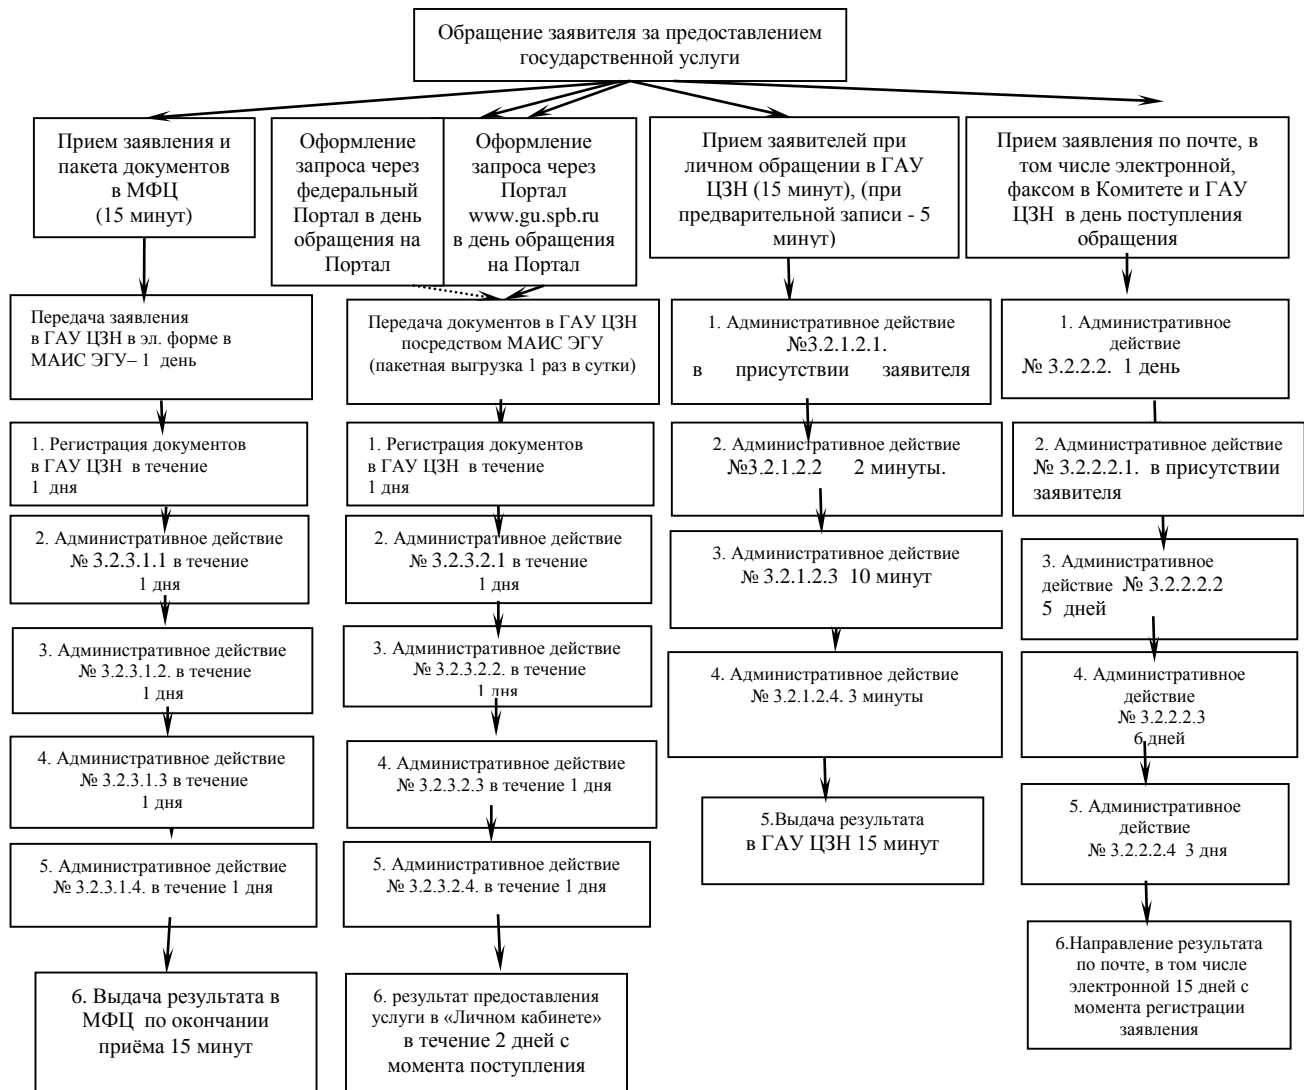 Обращение заявителя за предоставлением
государственной услуги
Прием заявления и
пакета документов
в МФЦ
(15 минут)
Оформление
запроса через
федеральный
Портал в день
обращения на
Портал
Оформление
запроса через
Портал
www.gu.spb.ru
в день обращения
на Портал
Прием заявителей при
личном обращении в ГАУ
ЦЗН (15 минут), (при
предварительной записи - 5
минут)
Прием заявления по почте, в
том числе электронной,
факсом в Комитете и ГАУ
ЦЗН в день поступления
обращения
Передача заявления
в ГАУ ЦЗН в эл. форме в
МАИС ЭГУ– 1 день
Передача документов в ГАУ ЦЗН
посредством МАИС ЭГУ
(пакетная выгрузка 1 раз в сутки)
1. Административное действие
№3.2.1.2.1.
в присутствии заявителя
1. Административное
действие
№ 3.2.2.2. 1 день
1. Регистрация документов
в ГАУ ЦЗН в течение
1 дня
1. Регистрация документов
в ГАУ ЦЗН в течение
1 дня
2. Административное действие
№3.2.1.2.2 2 минуты.
2. Административное действие
№ 3.2.2.2.1. в присутствии
заявителя
2. Административное действие
№ 3.2.3.1.1 в течение
1 дня
2. Административное действие
№ 3.2.3.2.1 в течение
1 дня
3. Административное действие
№ 3.2.1.2.3 10 минут
3. Административное
действие № 3.2.2.2.2
5 дней
3. Административное действие
№ 3.2.3.1.2. в течение
1 дня
3. Административное действие
№ 3.2.3.2.2. в течение
1 дня
4. Административное действие
№ 3.2.1.2.4. 3 минуты
4. Административное
действие
№ 3.2.2.2.3
6 дней
4. Административное действие
№ 3.2.3.1.3 в течение
1 дня
4. Административное действие
№ 3.2.3.2.3 в течение 1 дня
5.Выдача результата
в ГАУ ЦЗН 15 минут
5. Административное
действие
№ 3.2.2.2.4 3 дня
5. Административное действие
№ 3.2.3.1.4. в течение 1 дня
5. Административное действие
№ 3.2.3.2.4. в течение 1 дня
6. Выдача результата в
МФЦ по окончании
приёма 15 минут
6. результат предоставления
услуги в «Личном кабинете»
в течение 2 дней с
момента поступления
6.Направление результата
по почте, в том числе
электронной 15 дней с
момента регистрации
заявления